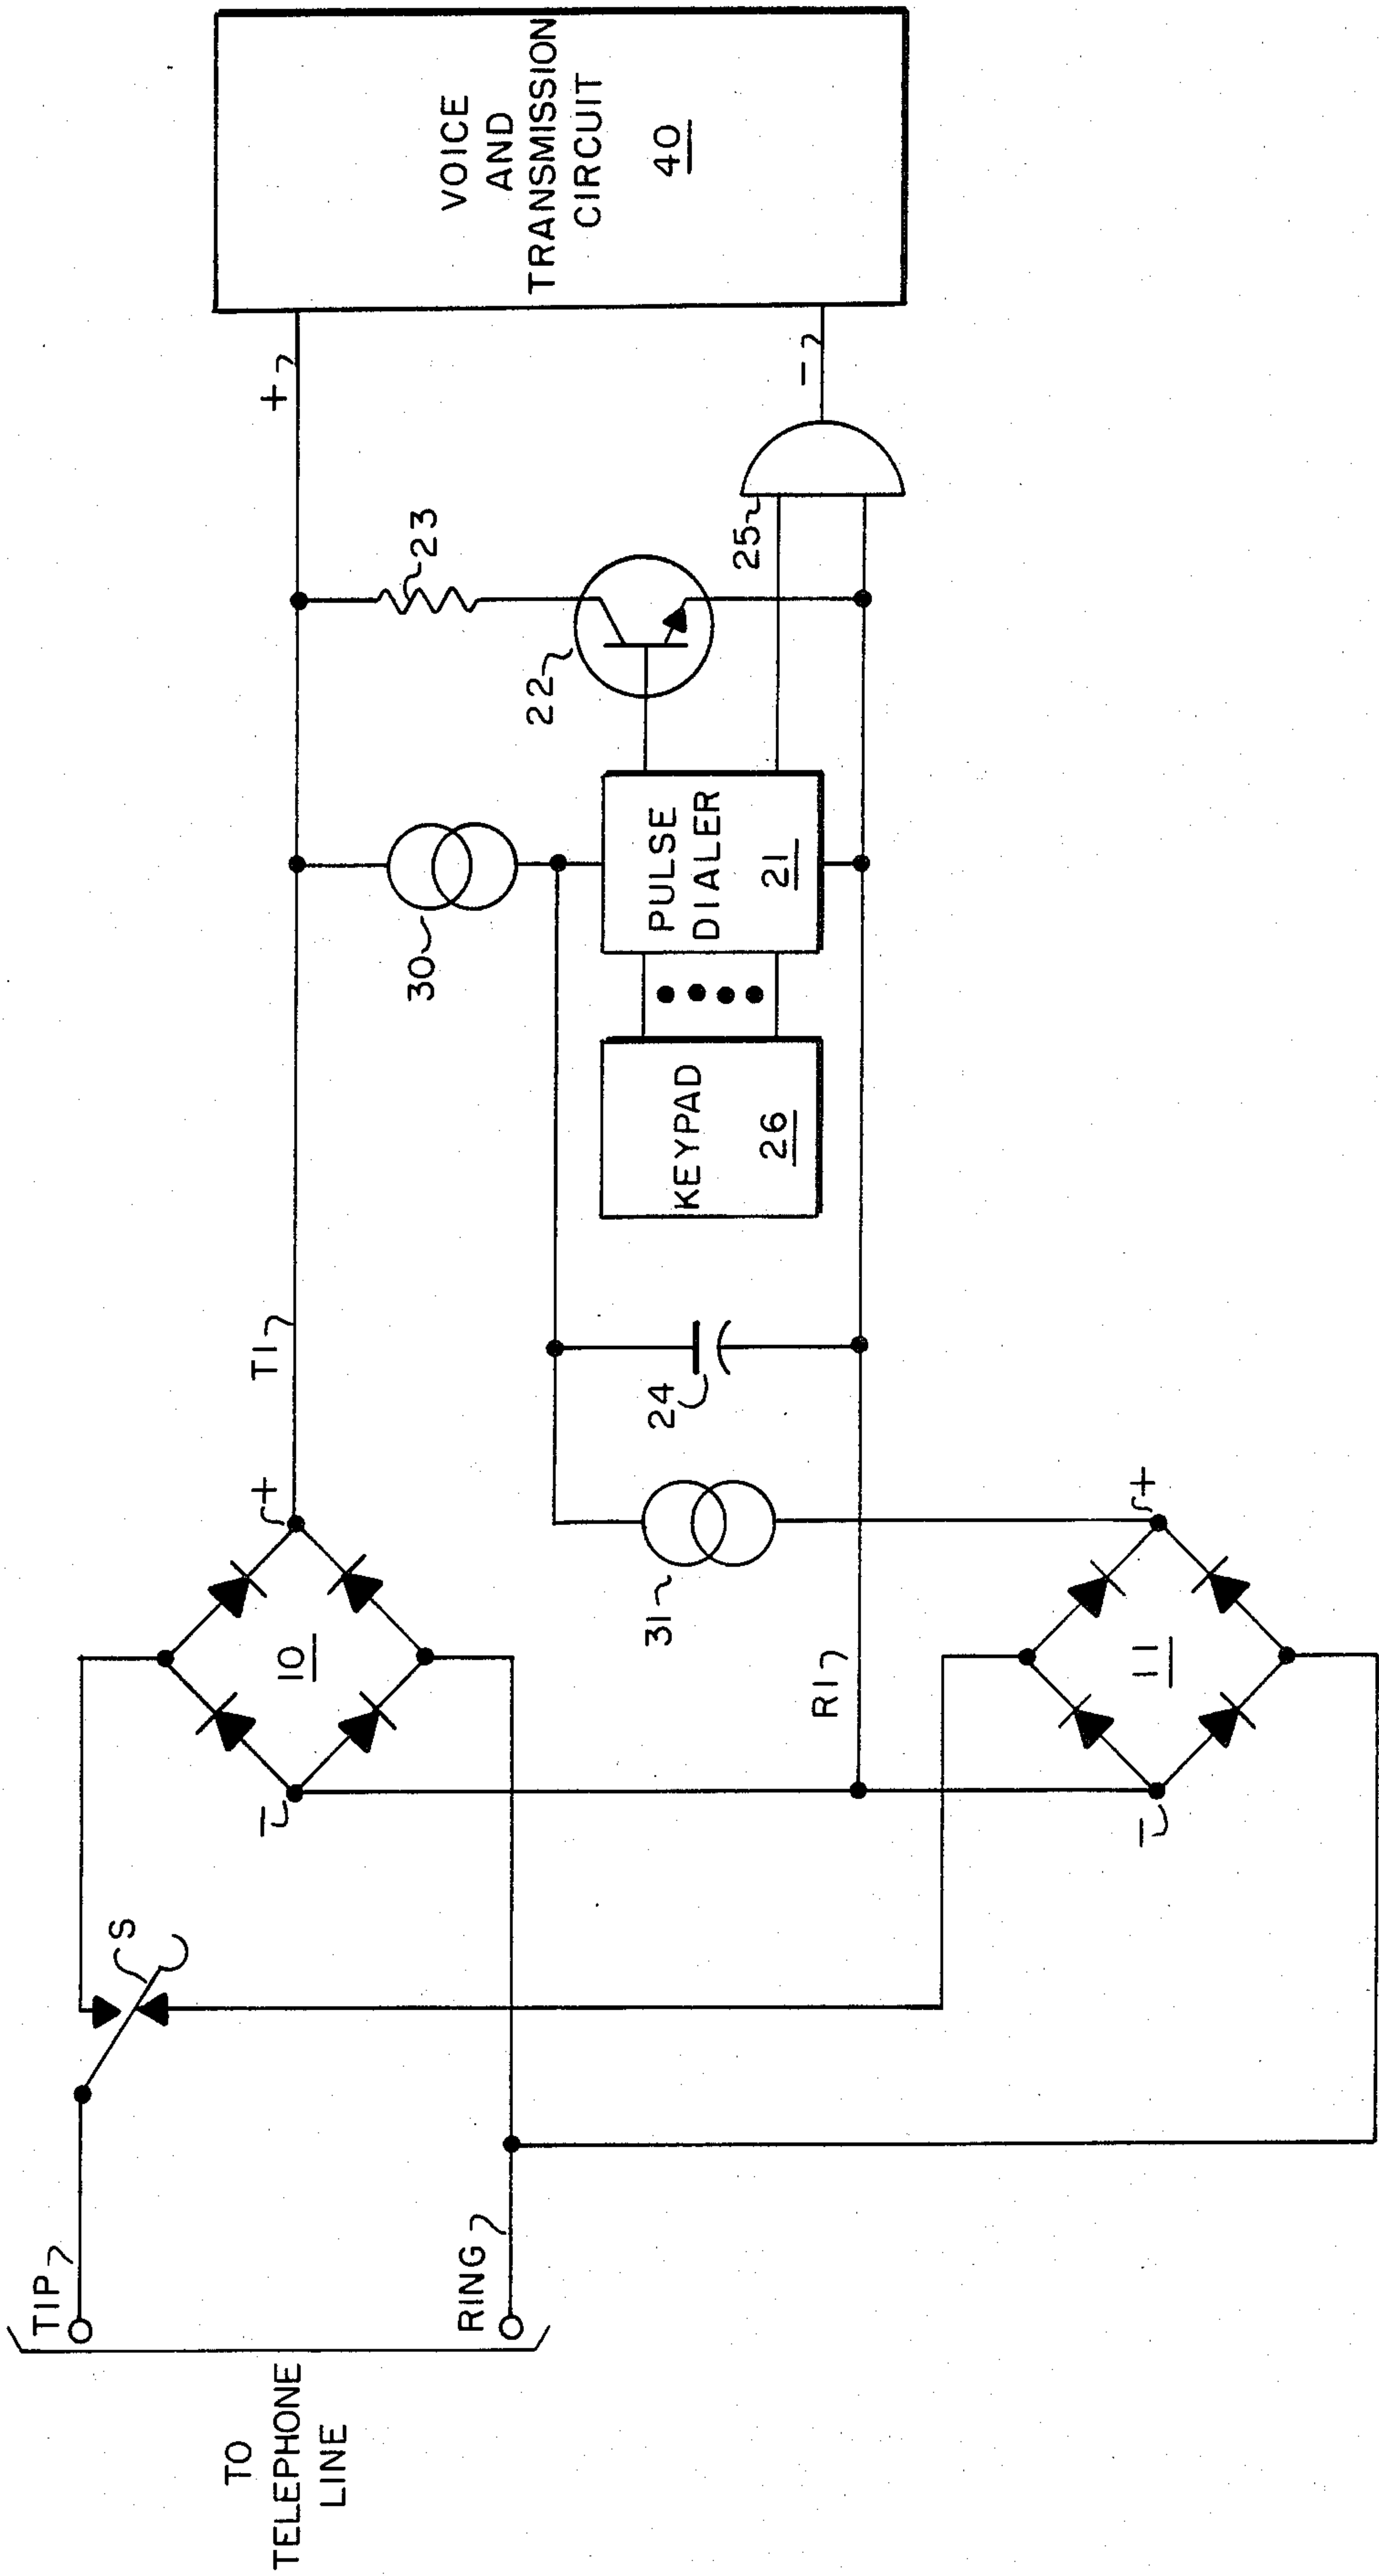 TO
TELEPHONE
LINE
TIP
RING
S
10
+
-
T1
R1
11
+
-
31
24
KEYPAD
26
30
PULSE
DIALER
21
22
23
25
+
-
VOICE
AND
TRANSMISSION
CIRCUIT
40